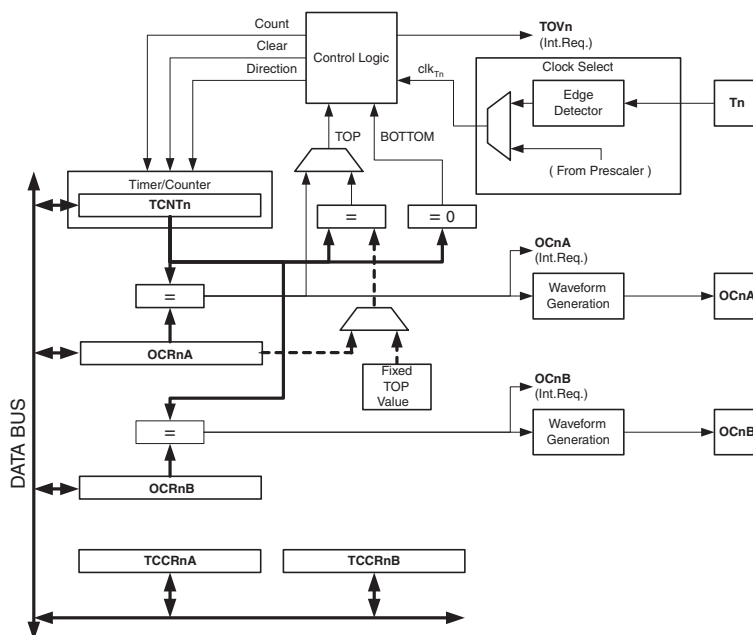 Count
Clear
Direction
Control Logic
TOVn
(Int.Req.)
clkTn
Clock Select
Edge
Detector
Tn
( From Prescaler )
TOP
BOTTOM
Timer/Counter
TCNTn
=
= 0
OCnA
(Int.Req.)
=
Waveform
Generation
OCnA
OCRnA
Fixed
TOP
Value
OCnB
(Int.Req.)
=
Waveform
Generation
OCnB
OCRnB
DATA BUS
TCCRnA
TCCRnB